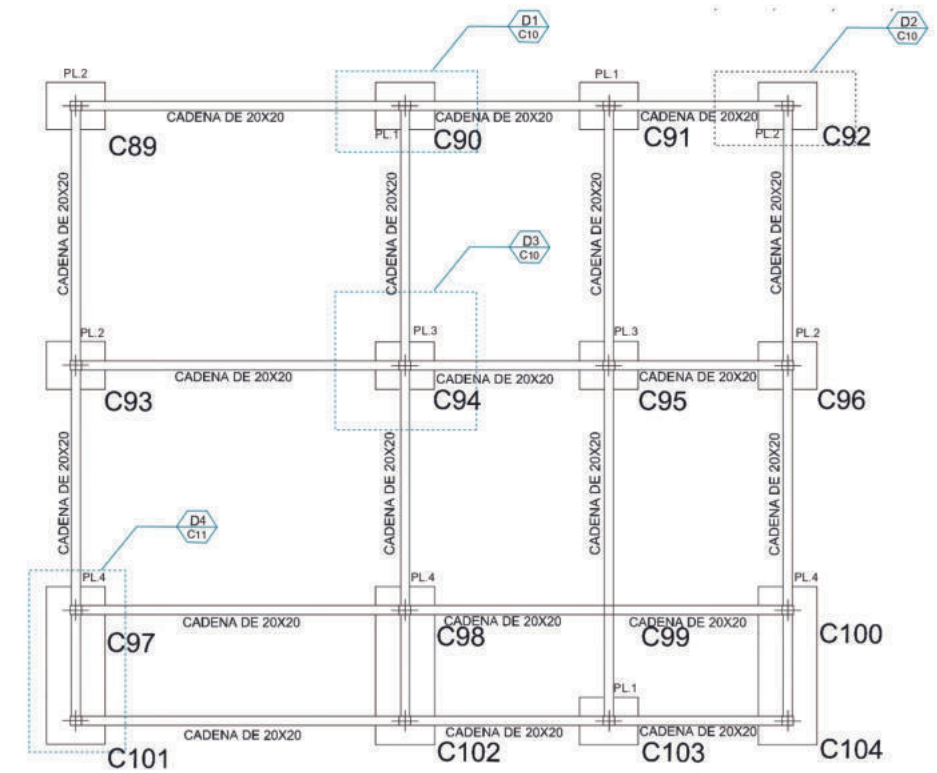 D1
C10
D2
C10
PL.2
PL.1
CADENA DE 20X20
CADENA DE 20X20
CADENA DE 20X20
PL.1
PL.2
C89
C90
C91
C92
CADENA DE 20X20
CADENA DE 20X20
CADENA DE 20X20
CADENA DE 20X20
D3
C10
PL.2
PL.3
PL.3
PL.2
CADENA DE 20X20
CADENA DE 20X20
CADENA DE 20X20
C93
C94
C95
C96
CADENA DE 20X20
CADENA DE 20X20
CADENA DE 20X20
CADENA DE 20X20
D4
C11
PL.4
PL.4
PL.4
CADENA DE 20X20
CADENA DE 20X20
CADENA DE 20X20
C97
C98
C99
C100
PL.1
CADENA DE 20X20
CADENA DE 20X20
CADENA DE 20X20
C101
C102
C103
C104